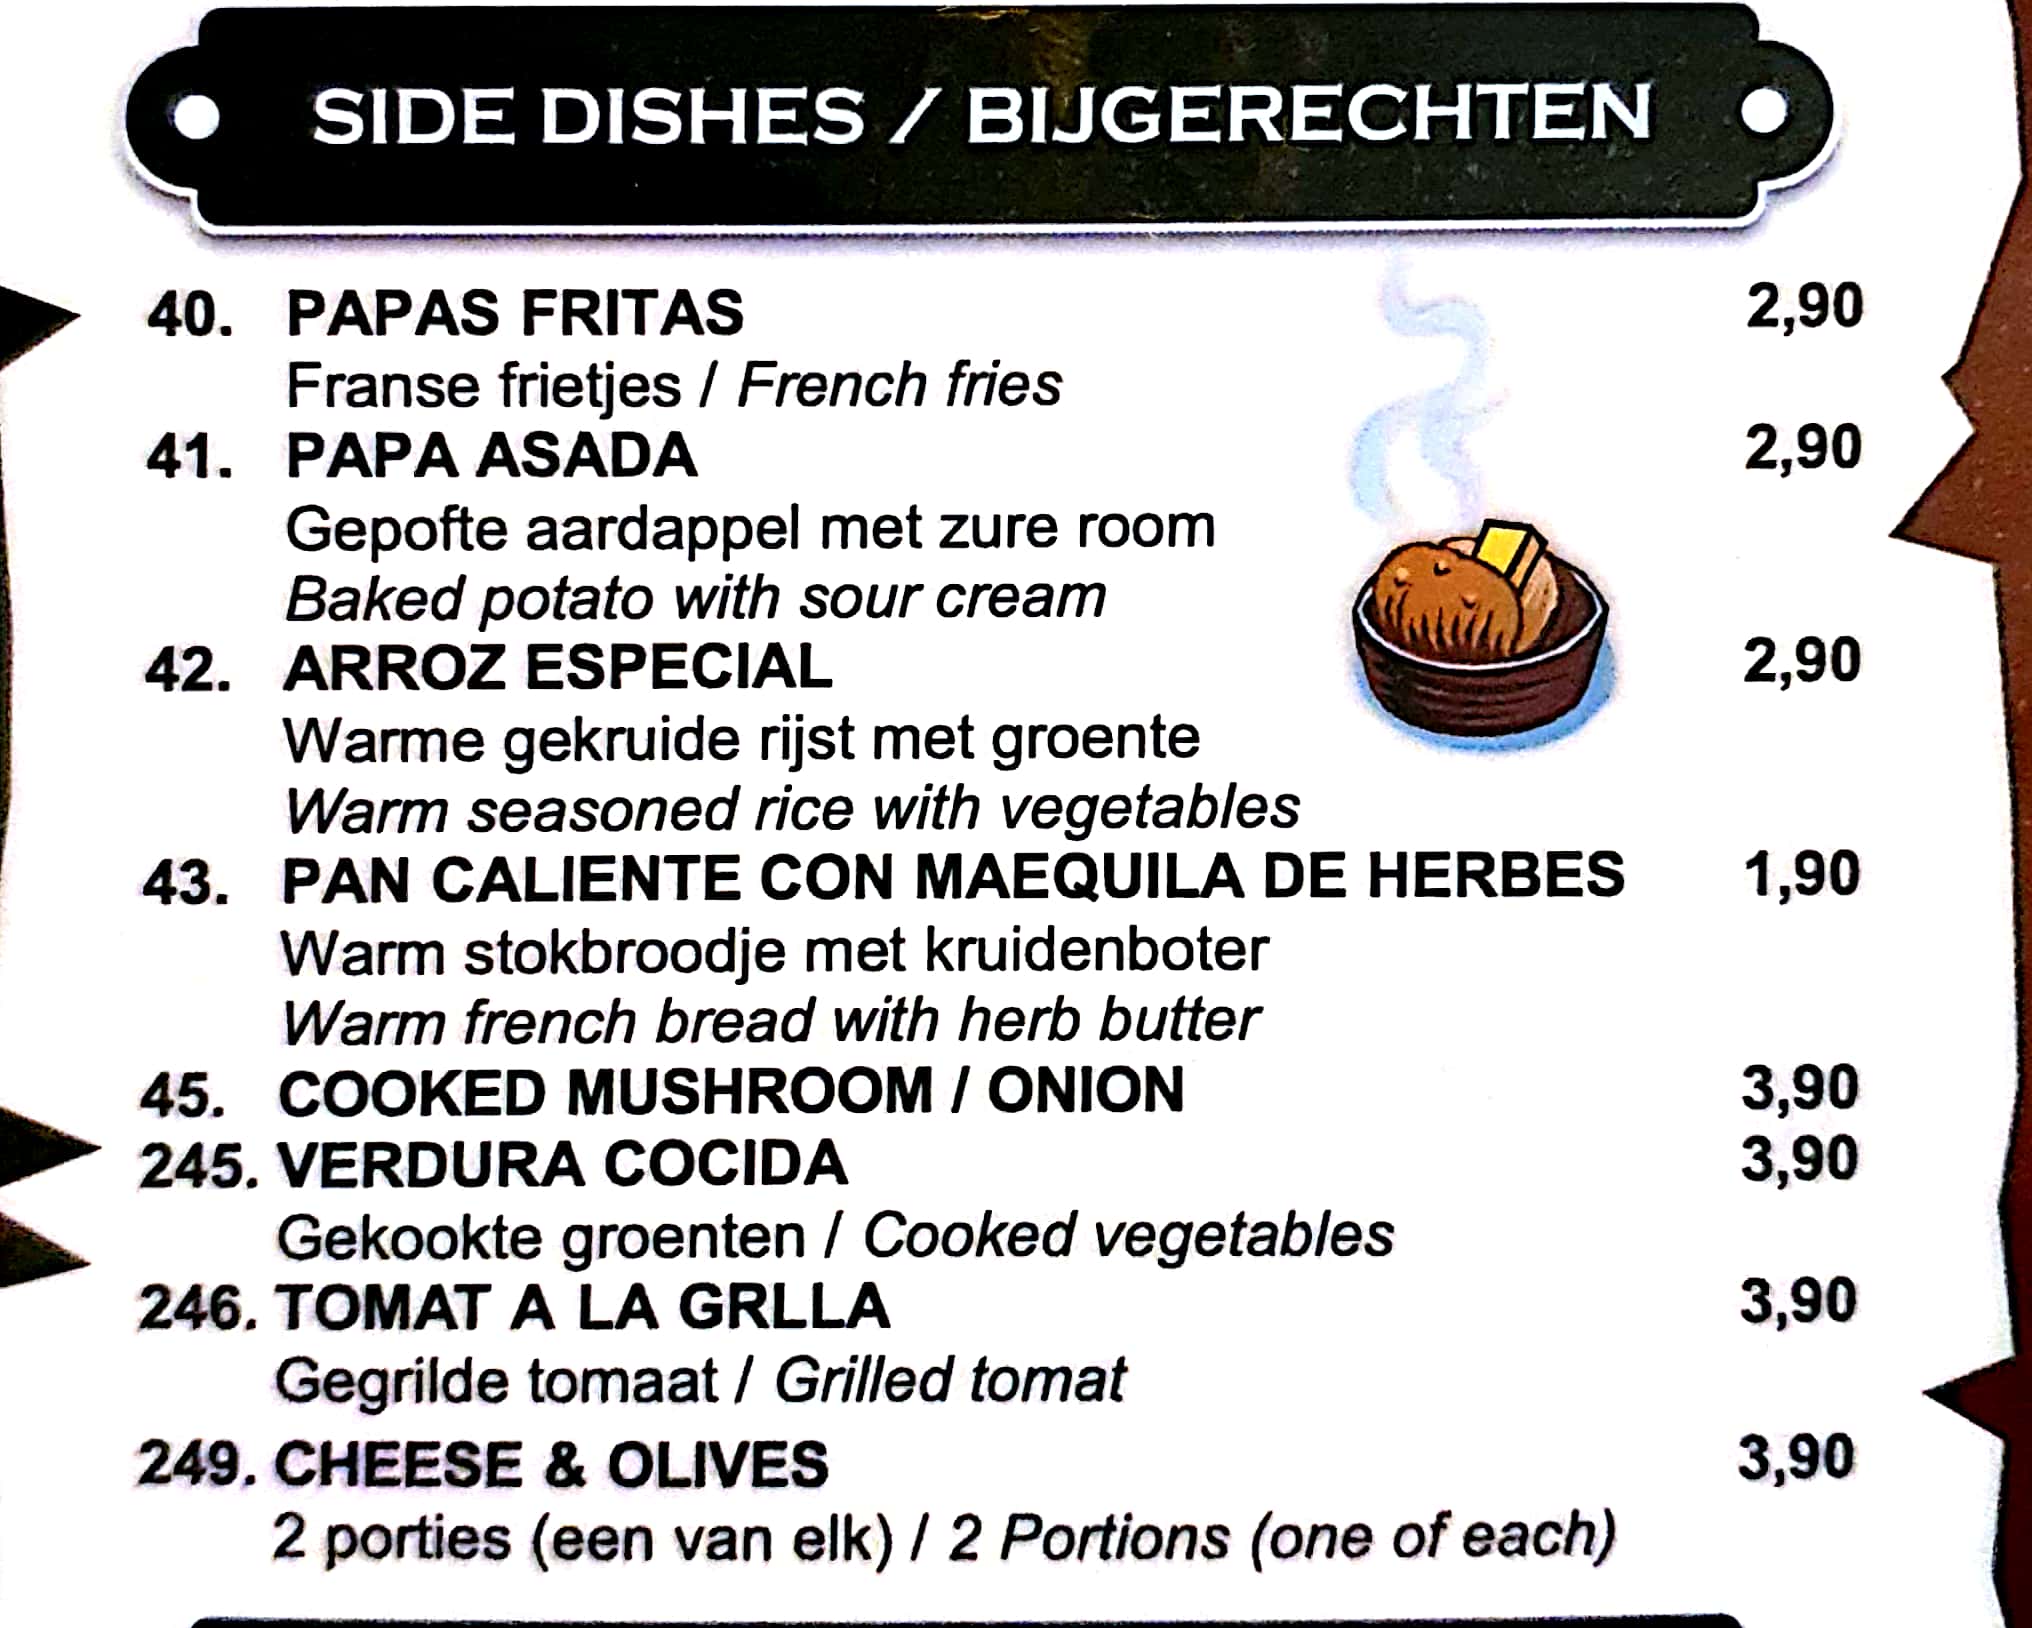 SIDE DISHES / BIJGERECHTEN
40. PAPAS FRITAS 2,90
Franse frietjes / French fries
41. PAPA ASADA 2,90
Gepofte aardappel met zure room
Baked potato with sour cream
42. ARROZ ESPECIAL 2,90
Warme gekruide rijst met groente
Warm seasoned rice with vegetables
43. PAN CALIENTE CON MAEQUILA DE HERBES 1,90
Warm stokbroodje met kruidenboter
Warm french bread with herb butter
45. COOKED MUSHROOM / ONION 3,90
245. VERDURA COCIDA 3,90
Gekookte groenten / Cooked vegetables
246. TOMAT A LA GRLLA 3,90
Gegrilde tomaat / Grilled tomat
249. CHEESE & OLIVES 3,90
2 porties (een van elk) / 2 Portions (one of each)